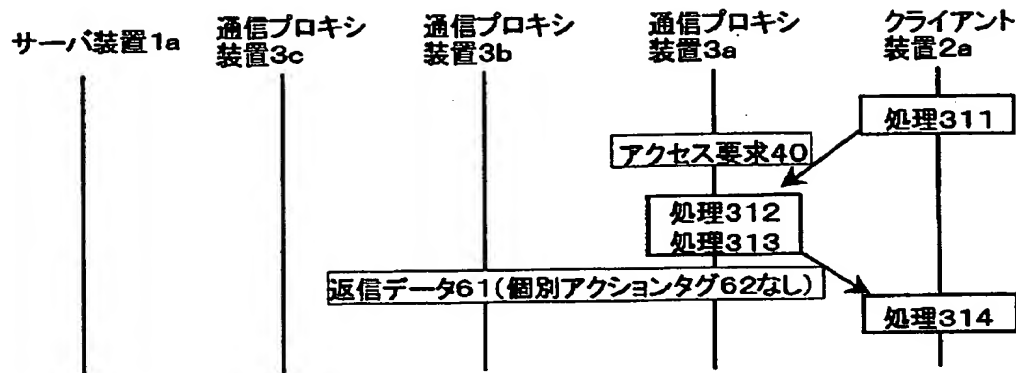 サーバ装置1a
通信プロキシ
装置3c
通信プロキシ
装置3b
通信プロキシ
装置3a
クライアント
装置2a
処理311
アクセス要求40
処理312
処理313
返信データ61(個別アクションタグ62なし)
処理314